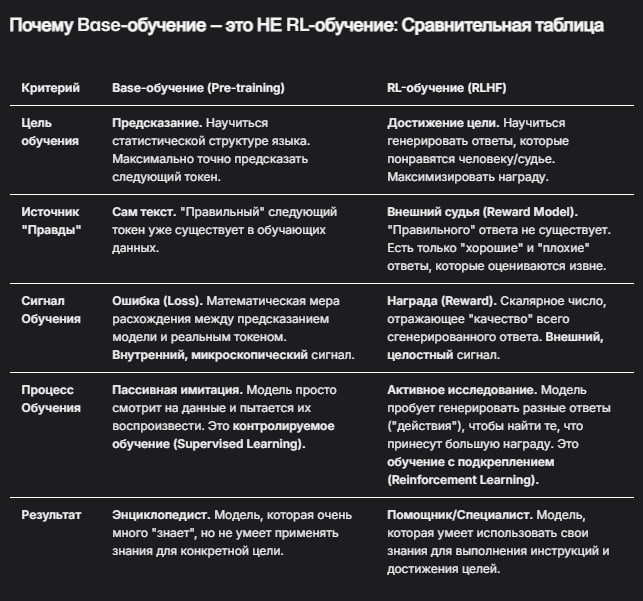 Почему Base-обучение — это НЕ RL-обучение: Сравнительная таблица
Критерий
Base-обучение (Pre-training)
RL-обучение (RLHF)
Цель
обучения
Предсказание. Научиться
статистической структуре языка.
Максимально точно предсказать
следующий токен.
Достижение цели. Научиться
генерировать ответы, которые
понравятся человеку/судье.
Максимизировать награду.
Источник
"Правды"
Сам текст. "Правильный" следующий
токен уже существует в обучающих
данных.
Внешний судья (Reward Model).
"Правильного" ответа не существует.
Есть только "хорошие" и "плохие"
ответы, которые оцениваются извне.
Сигнал
Обучения
Ошибка (Loss). Математическая мера
расхождения между предсказанием
модели и реальным токеном.
Внутренний, микроскопический сигнал.
Награда (Reward). Скалярное число,
отражающее "качество" всего
сгенерированного ответа. Внешний,
целостный сигнал.
Процесс
Обучения
Пассивная имитация. Модель просто
смотрит на данные и пытается их
воспроизвести. Это контролируемое
обучение (Supervised Learning).
Активное исследование. Модель
пробует генерировать разные ответы
("действия"), чтобы найти те, что
принесут большую награду. Это
обучение с подкреплением
(Reinforcement Learning).
Результат
Энциклопедист. Модель, которая очень
много "знает", но не умеет применять
знания для конкретной цели.
Помощник/Специалист. Модель,
которая умеет использовать свои
знания для выполнения инструкций и
достижения целей.